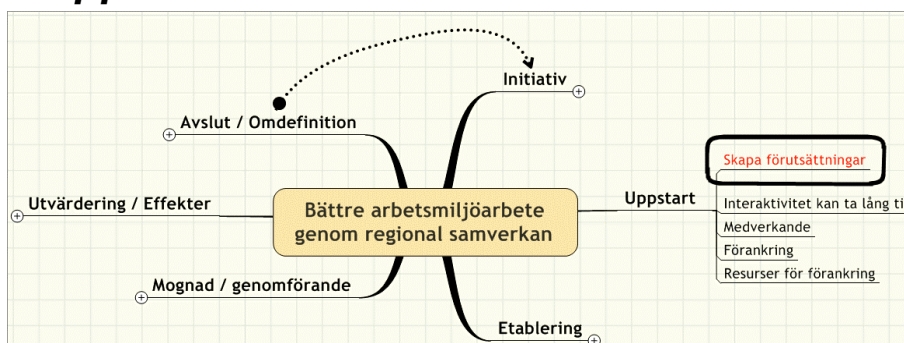 Initiativ
Avslut / Omdefinition
Skapa förutsättningar
Utvärdering / Effekter
Bättre arbetsmiljöarbete
genom regional samverkan
Uppstart
Interaktivitet kan ta lång ti
Medverkande
Förankring
Resurser för förankring
Mognad / genomförande
Etablering